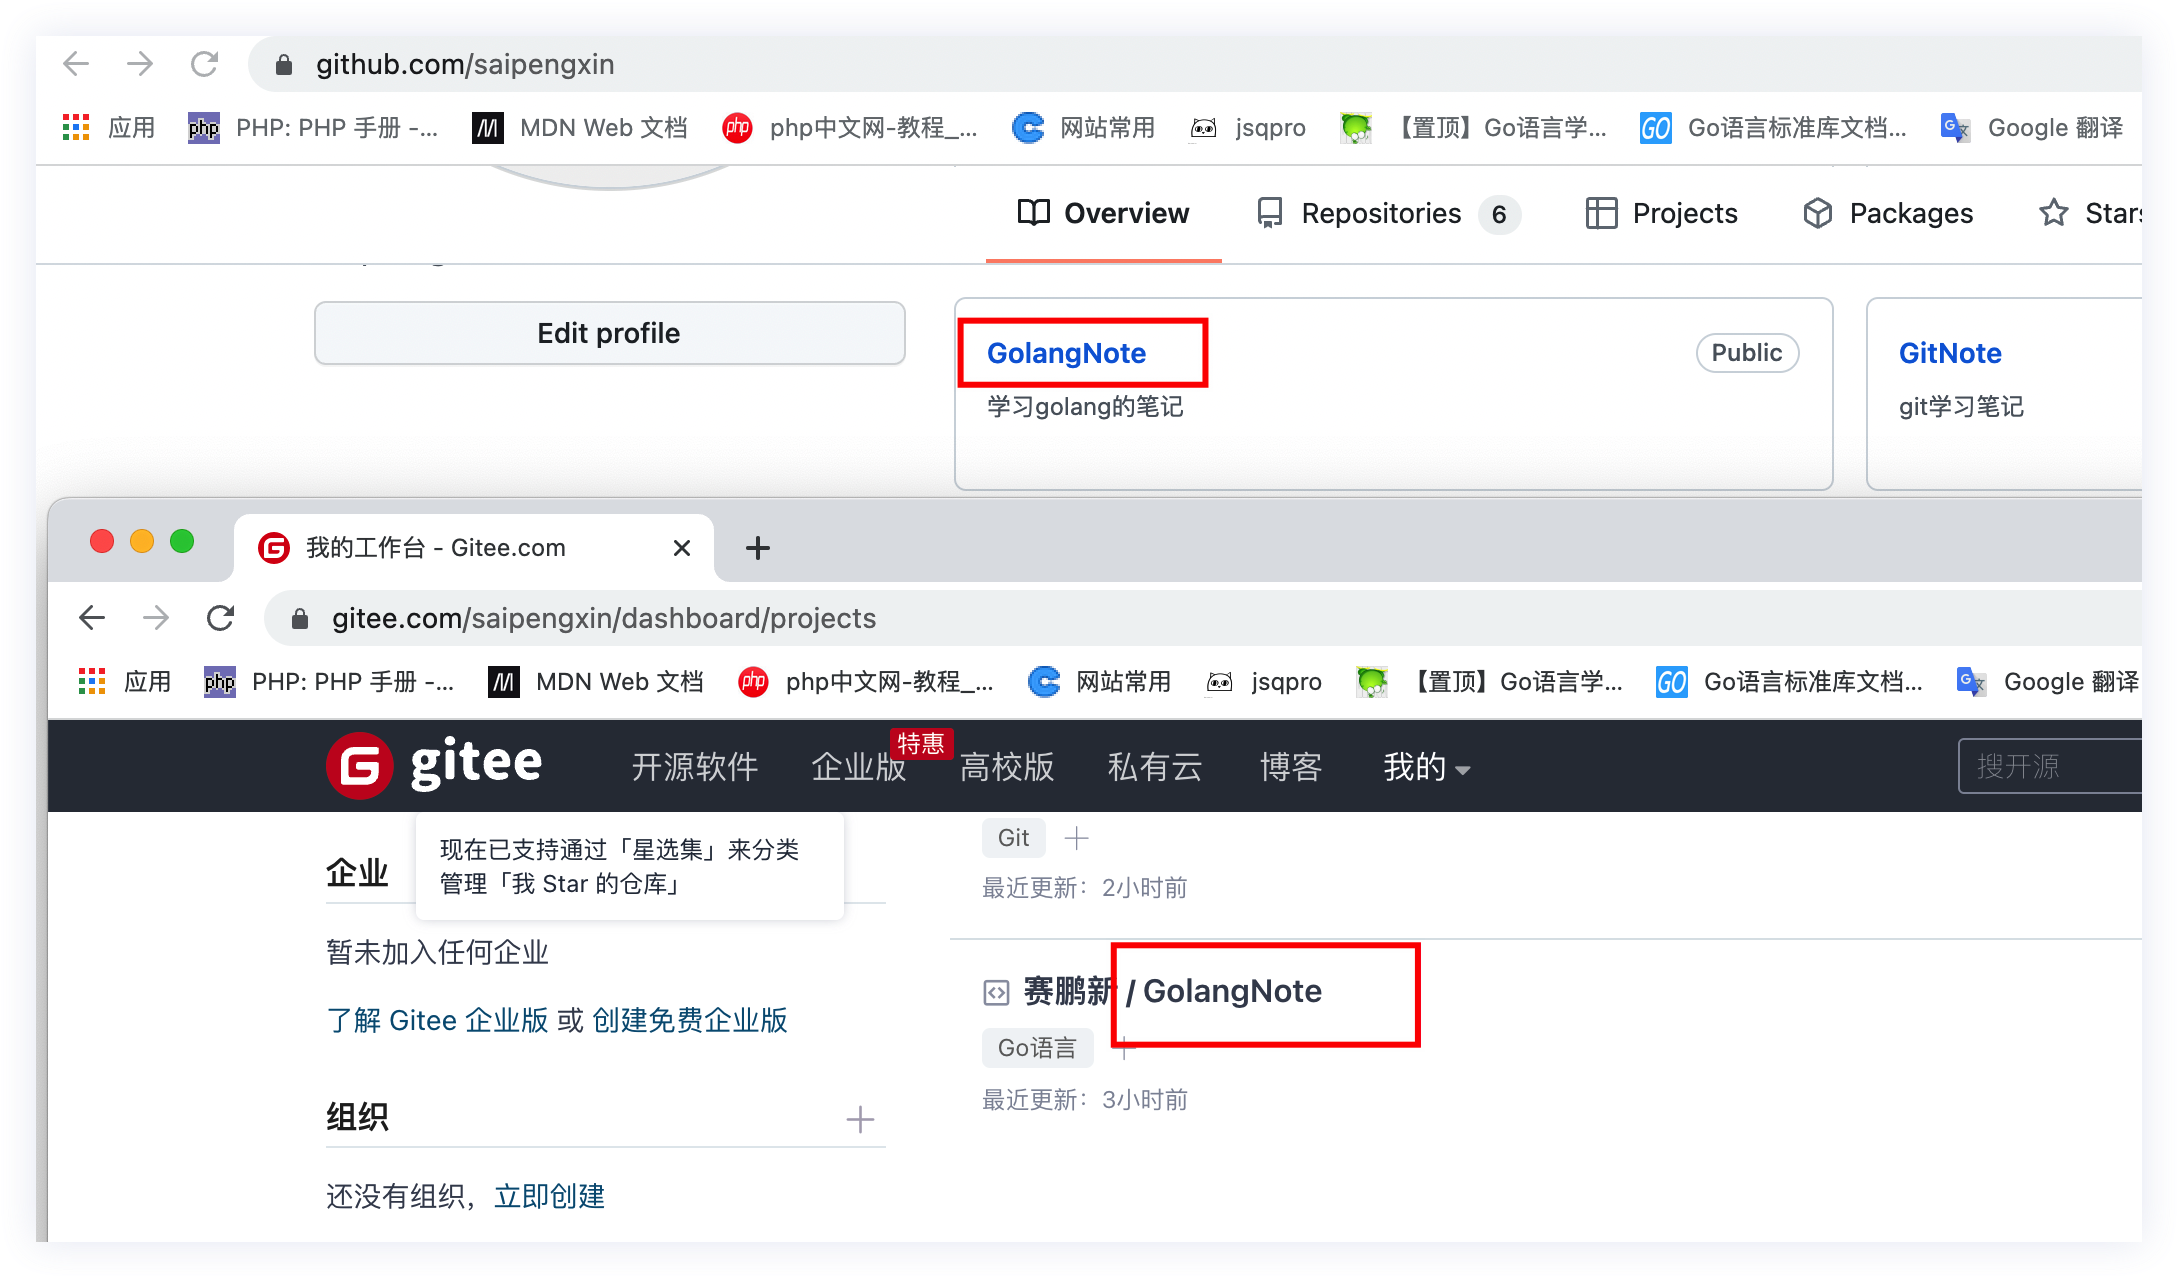 github.com/saipengxin
应用 PHP: PHP 手册 -... MDN Web 文档 php中文网-教程_... 网站常用 jsqpro 【置顶】Go语言学... Go语言标准库文档... Google 翻译
Overview Repositories 6 Projects Packages Stars
Edit profile
GolangNote Public
学习golang的笔记
GitNote
git学习笔记
我的工作台 - Gitee.com
gitee.com/saipengxin/dashboard/projects
应用 PHP: PHP 手册 -... MDN Web 文档 php中文网-教程_... 网站常用 jsqpro 【置顶】Go语言学... Go语言标准库文档... Google 翻译
gitee 开源软件 企业版 特惠 高校版 私有云 博客 我的 搜开源
现在已支持通过「星选集」来分类
管理「我 Star 的仓库」
企业
暂未加入任何企业
了解 Gitee 企业版 或 创建免费企业版
组织
还没有组织，立即创建
Git
最近更新：2小时前
赛鹏新 / GolangNote
Go语言
最近更新：3小时前